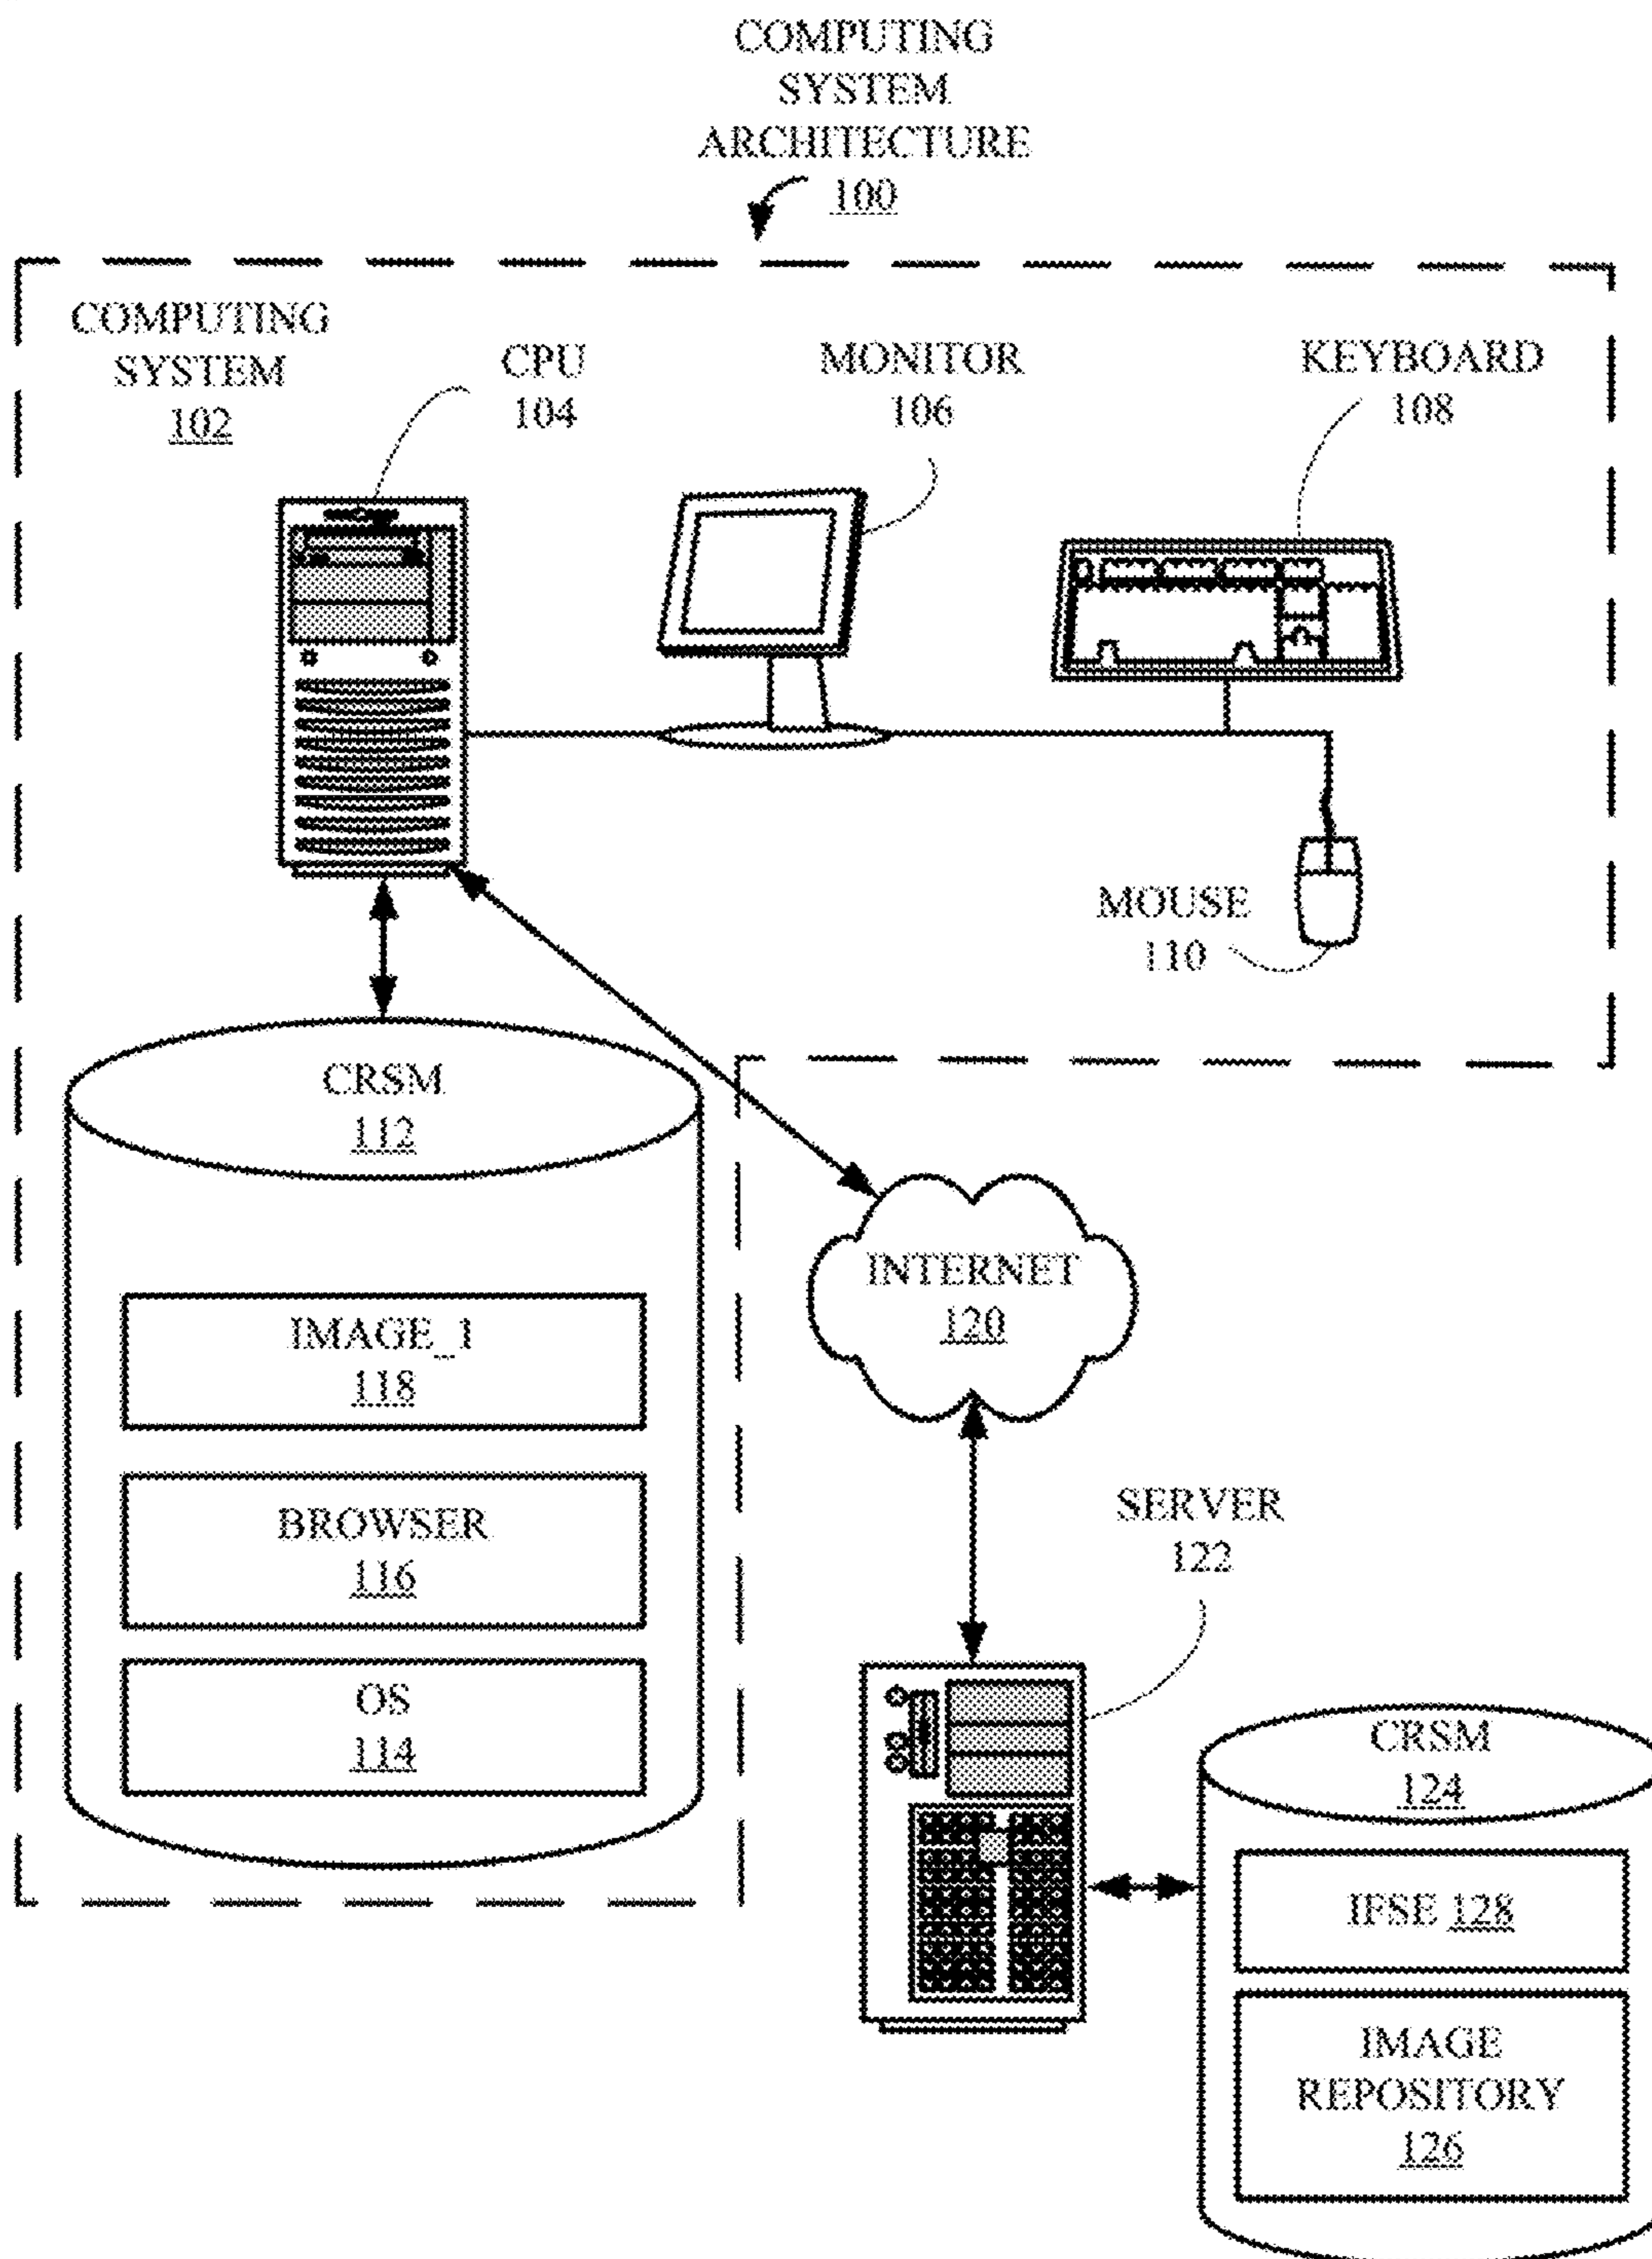 COMPUTING
SYSTEM
ARCHITECTURE
100
COMPUTING
SYSTEM
102
CPU
104
MONITOR
106
KEYBOARD
108
MOUSE
110
CRSM
112
IMAGE_1
118
BROWSER
116
OS
114
INTERNET
120
SERVER
122
CRSM
124
IFSE 128
IMAGE
REPOSITORY
126